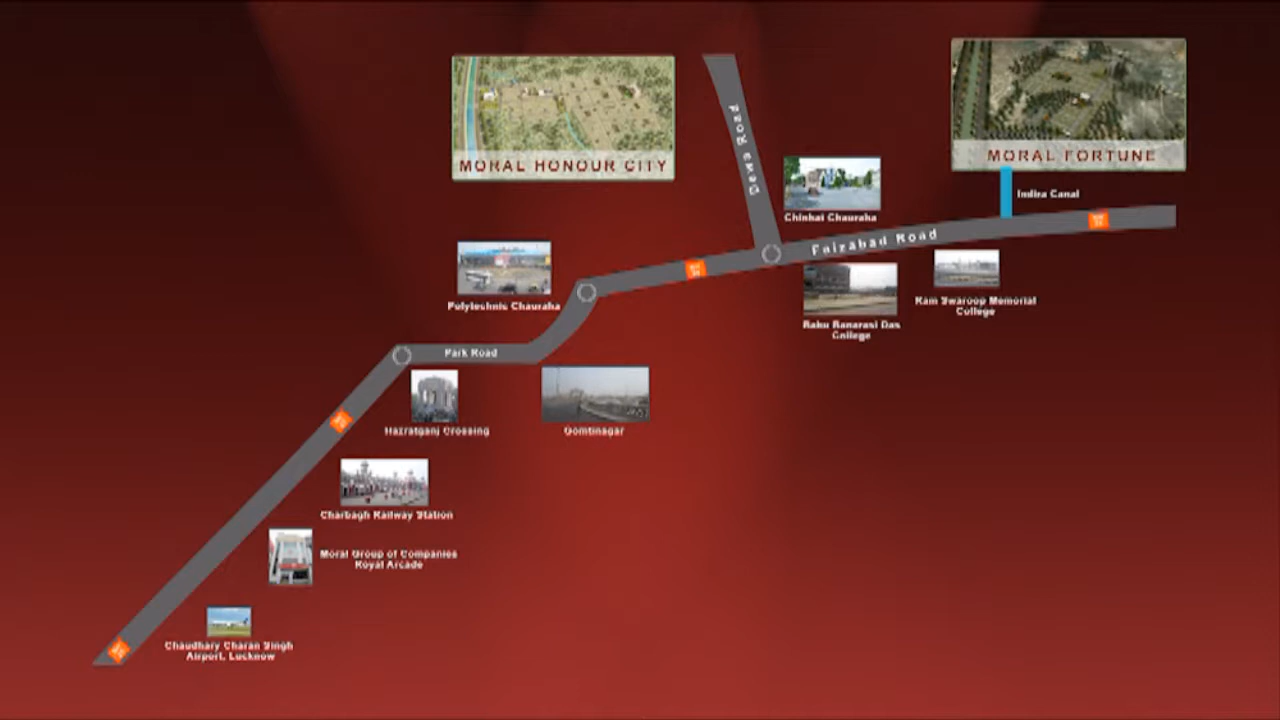 MORAL HONOUR CITY
MORAL FORTUNE
Dewa Road
Indira Canal
Chinhat Chauraha
Faizabad Road
Polytechnic Chauraha
Ram Swaroop Memorial
College
Babu Banarasi Das
College
Park Road
Hazratganj Crossing
Gomtinagar
Charbagh Railway Station
Moral Group of Companies
Royal Arcade
Chaudhary Charan Singh
Airport, Lucknow